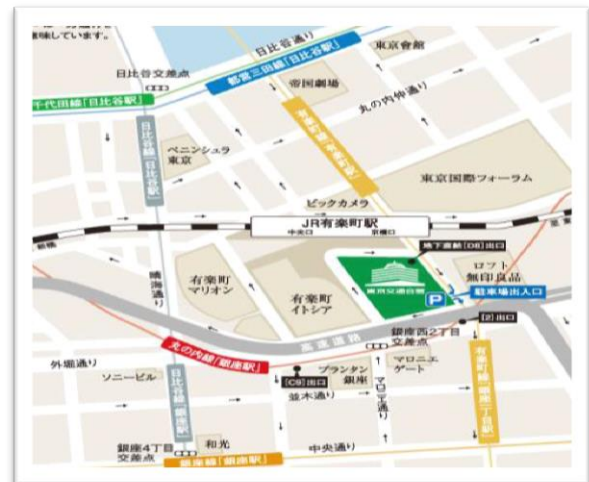 意味しています。
日比谷通り
都営三田線「日比谷駅」
東京會館
日比谷交差点
帝国劇場
千代田線「日比谷駅」
丸の内仲通り
日比谷線「日比谷駅」
ペニンシュラ
東京
東京国際フォーラム
ビックカメラ
JR有楽町駅
中央口
京橋口
新橋
地下直結[D8]出口
晴海通り
有楽町
マリオン
有楽町
イトシア
東京交通会館
ロフト
無印良品
P
駐車場出入口
高速道路
[2]出口
銀座西2丁目
交差点
丸の内線「銀座駅」
外堀通り
マロニエ
ゲート
ソニービル
プランタン
銀座
[C9]出口
並木通り
マロニエ通り
日比谷線「銀座駅」
有楽町線「銀座一丁目駅」
銀座4丁目
交差点
和光
中央通り
銀座線「銀座駅」